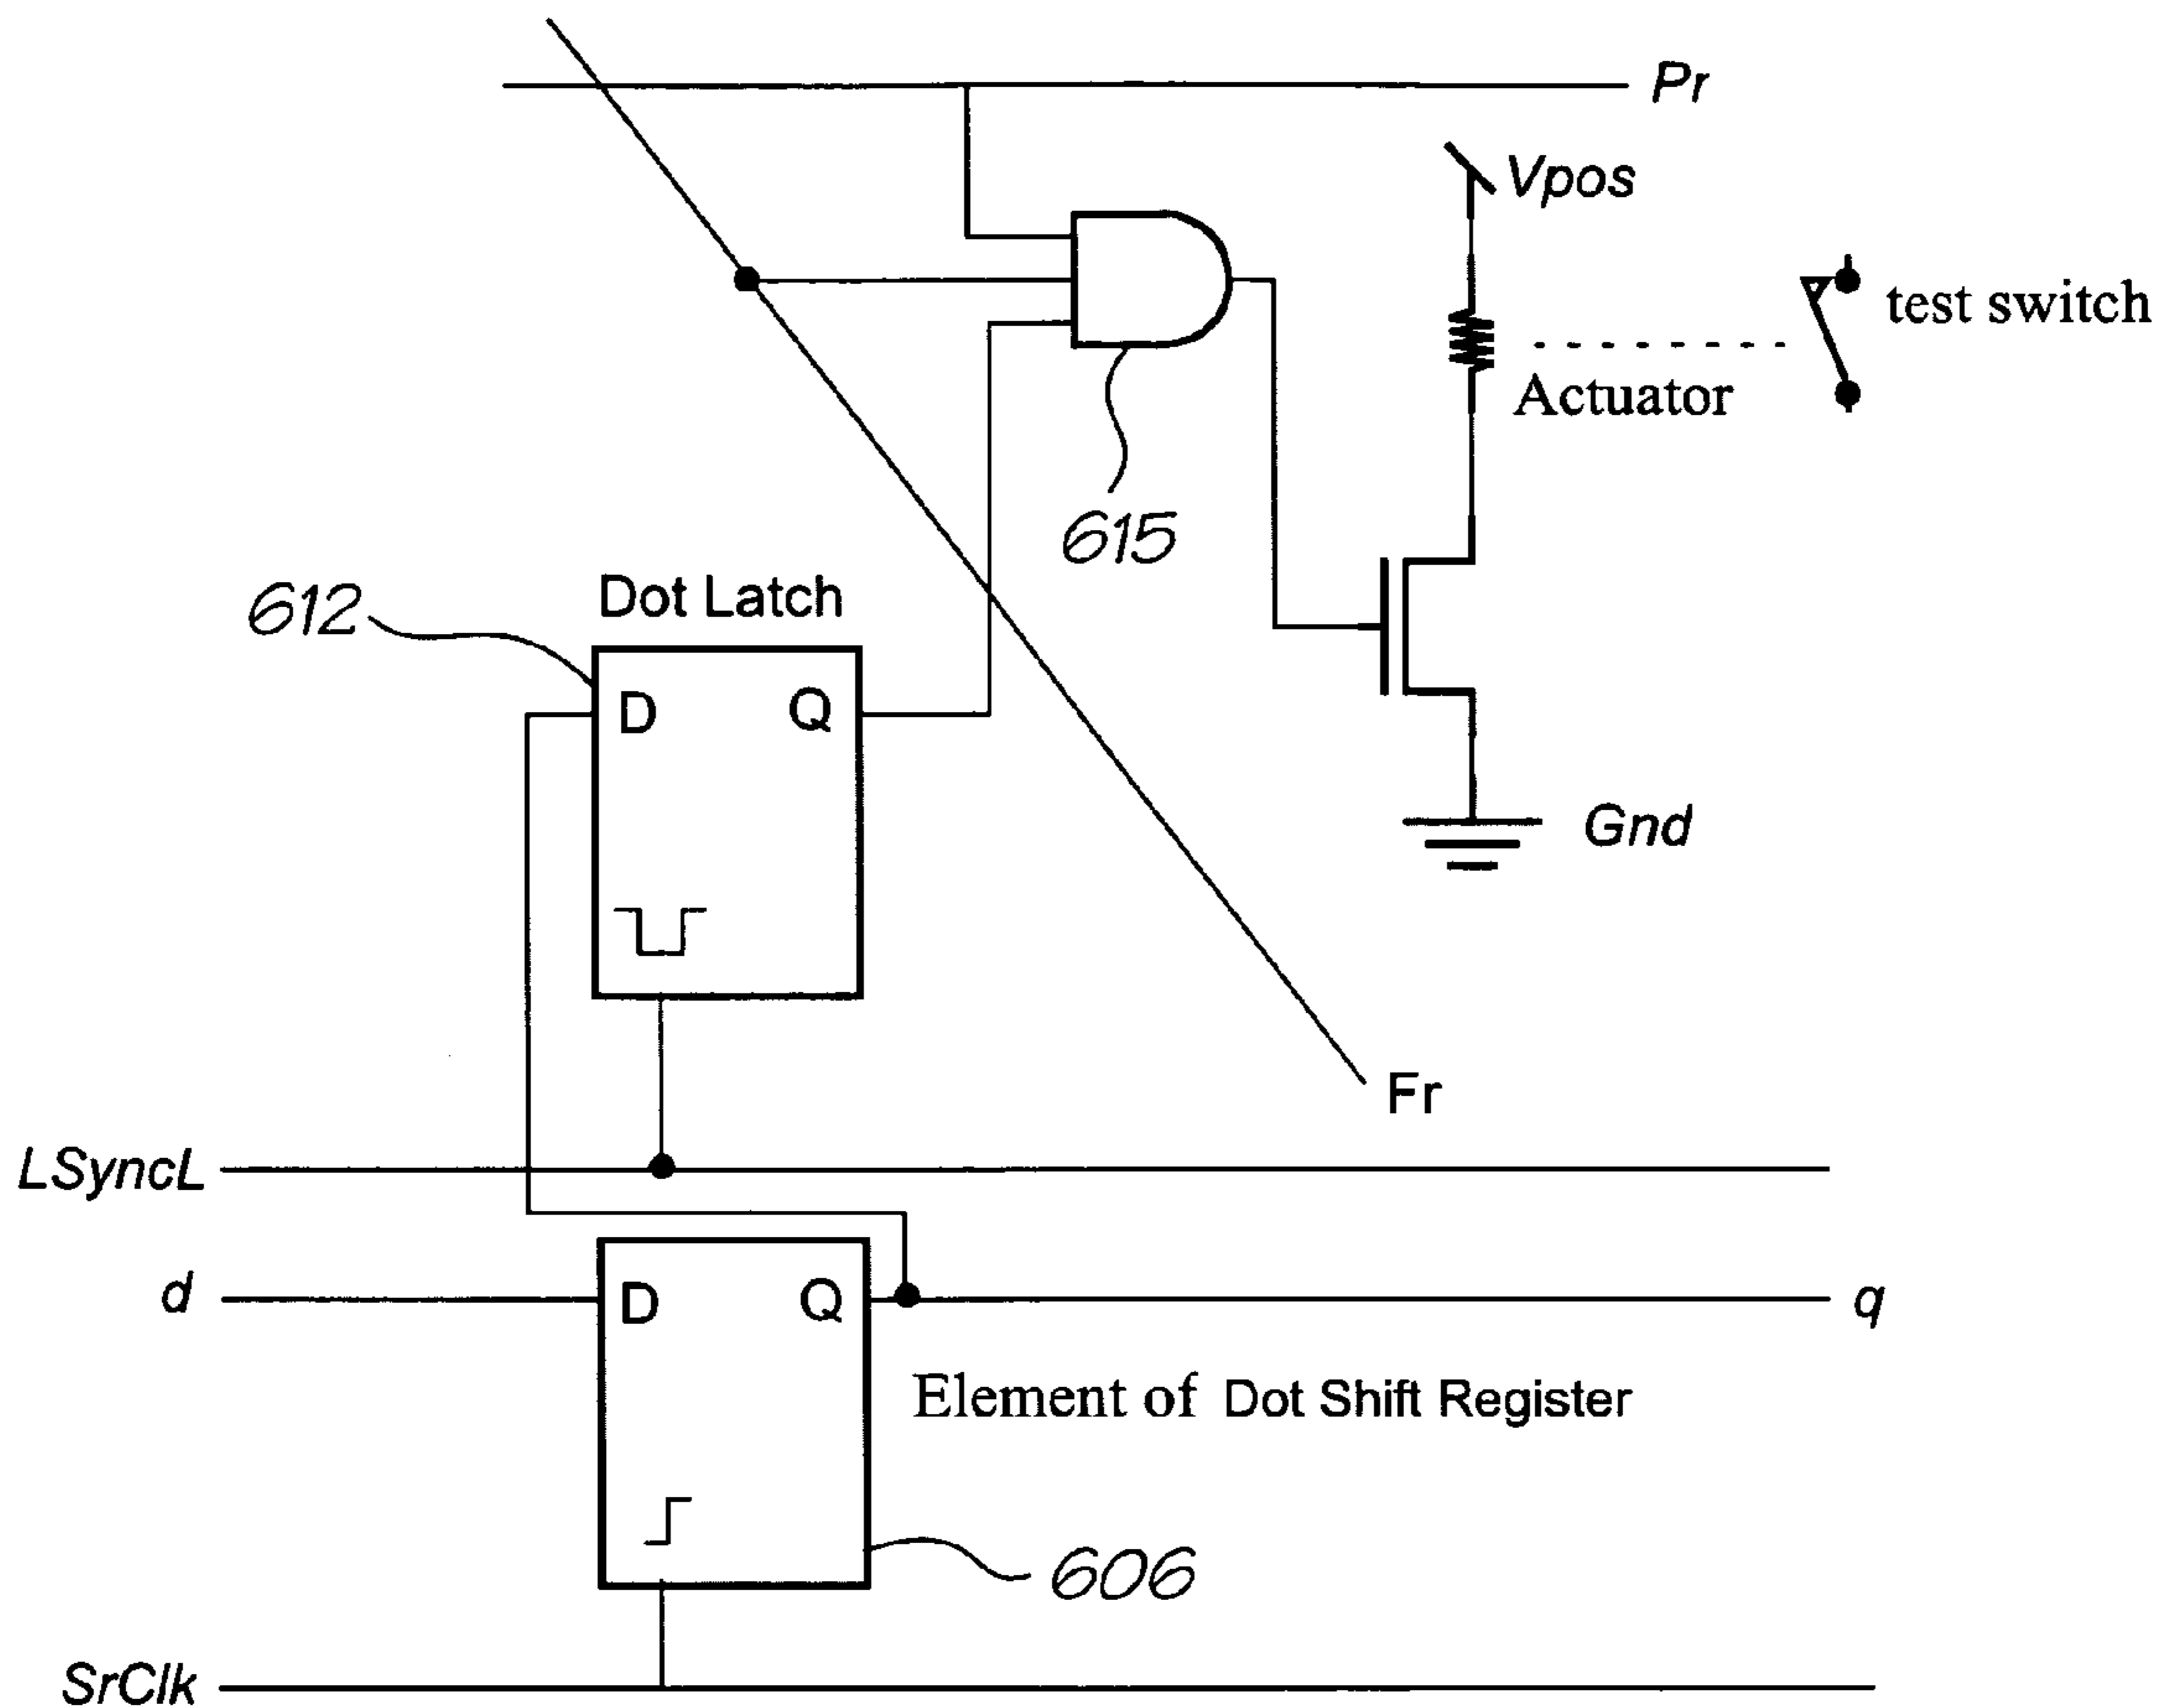 Pr
Vpos
test switch
Actuator
615
612
Dot Latch
D Q
Gnd
Fr
LSyncL
d
D Q
q
Element of Dot Shift Register
606
SrClk